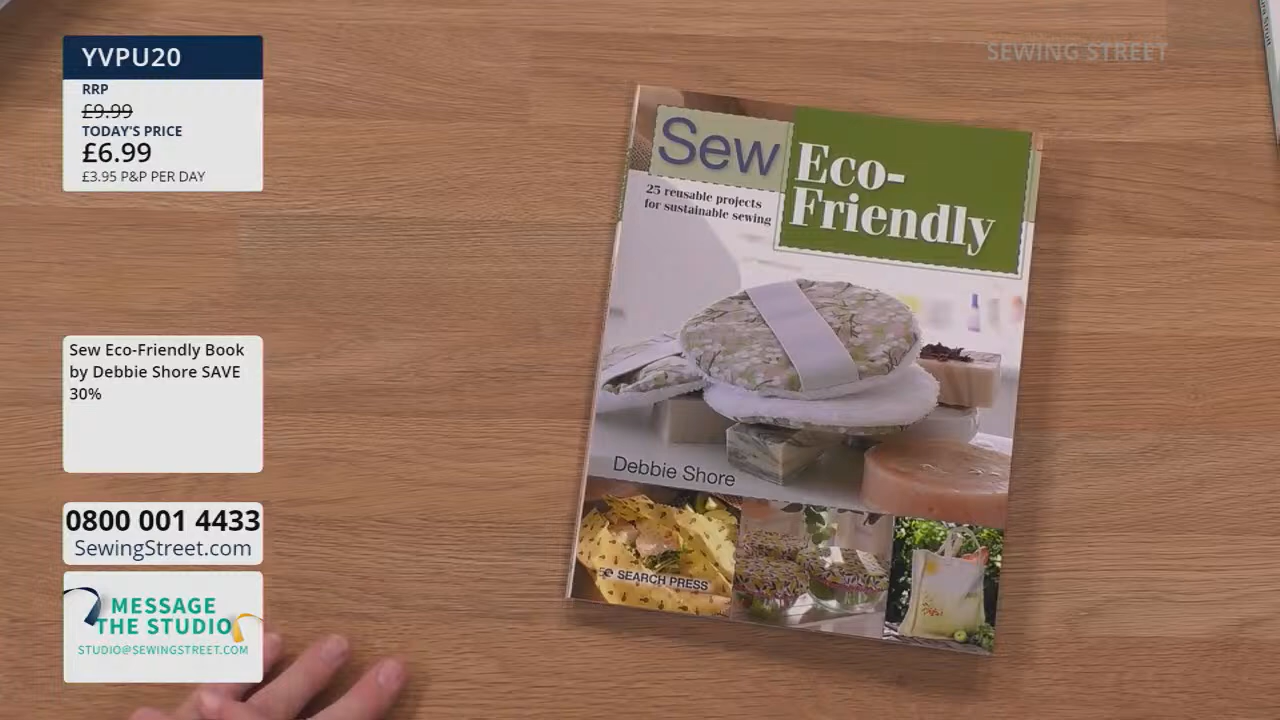 YVPU20
RRP
£9.99
TODAY'S PRICE
£6.99
£3.95 P&P PER DAY
Sew Eco-Friendly Book
by Debbie Shore SAVE
30%
0800 001 4433
SewingStreet.com
MESSAGE
THE STUDIO
STUDIO@SEWINGSTREET.COM
SEWING STREET
Sew
Eco-
Friendly
25 reusable projects
for sustainable sewing
Debbie Shore
SEARCH PRESS